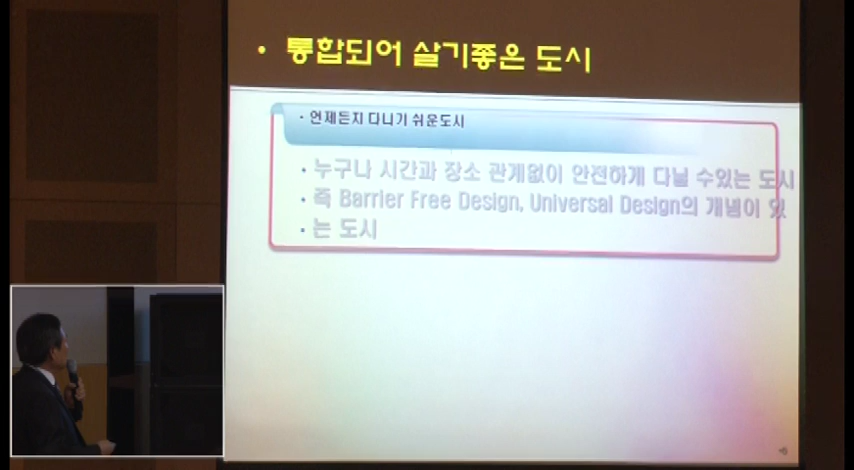 • 통합되어 살기좋은 도시
• 언제든지 다니기 쉬운도시
• 누구나 시간과 장소 관계없이 안전하게 다닐 수있는 도시
• 즉 Barrier Free Design, Universal Design의 개념이 있
• 는 도시